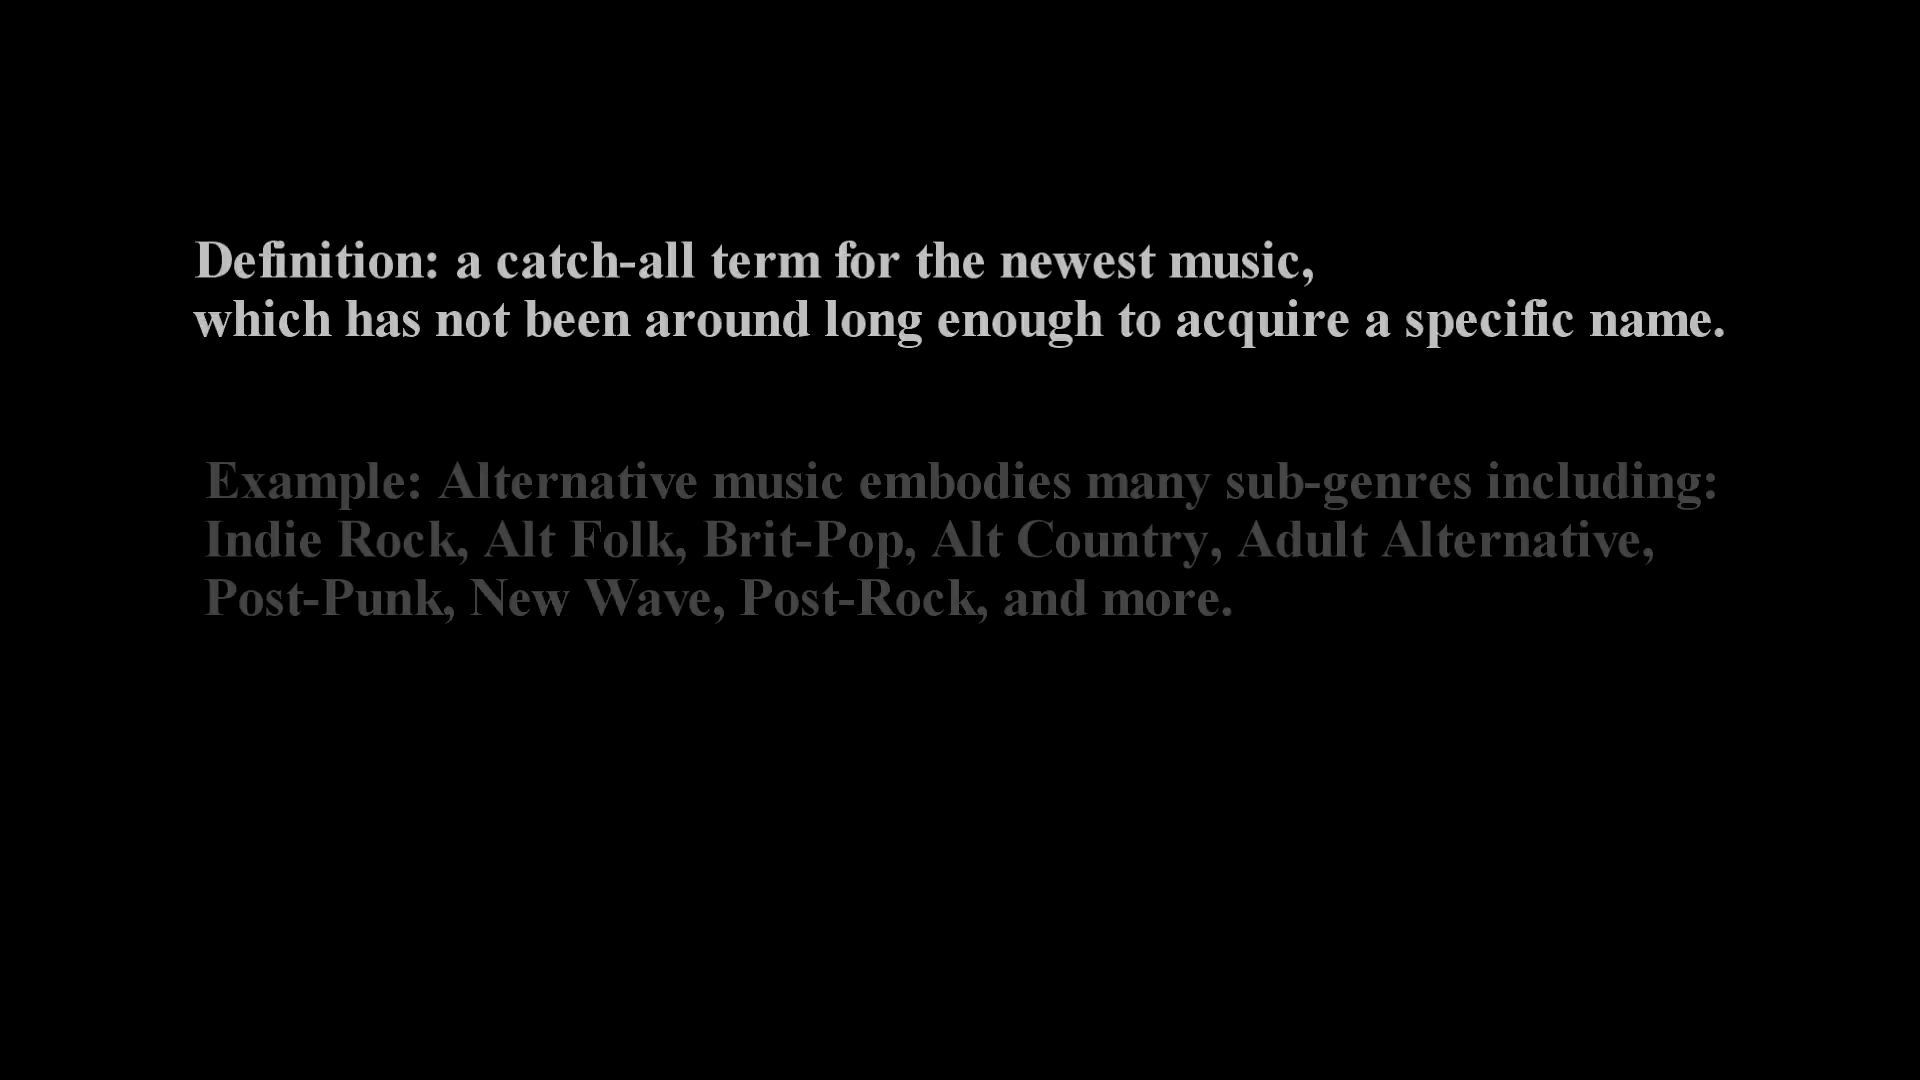 Definition: a catch-all term for the newest music,
which has not been around long enough to acquire a specific name.
Example: Alternative music embodies many sub-genres including:
Indie Rock, Alt Folk, Brit-Pop, Alt Country, Adult Alternative,
Post-Punk, New Wave, Post-Rock, and more.